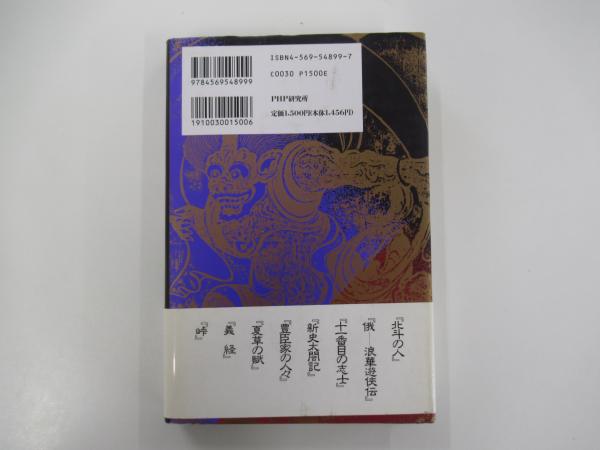 ISBN4-569-54899-7
C0030 P1500E
9784569548999
1910030015006
PHP研究所
定価1,500円(本体1,456円)
『北斗の人』
『俄―浪華遊侠伝』
『十一番目の志士』
『新史太閤記』
『豊臣家の人々』
『夏草の賦』
『義経』
『峠』